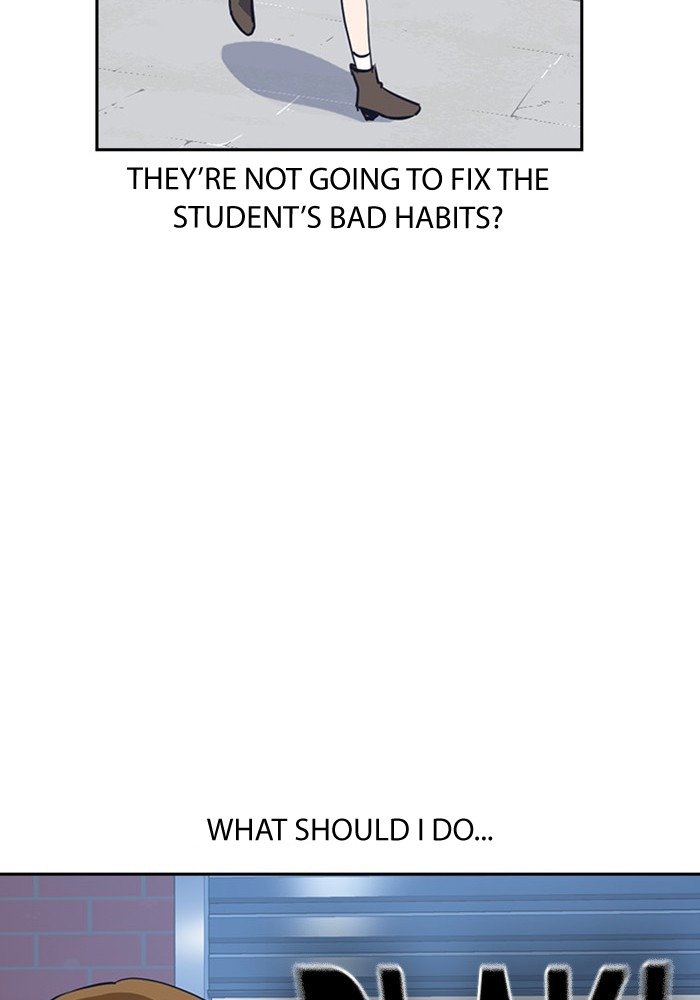 THEY'RE NOT GOING TO FIX THE
STUDENT'S BAD HABITS?
WHAT SHOULD I DO...